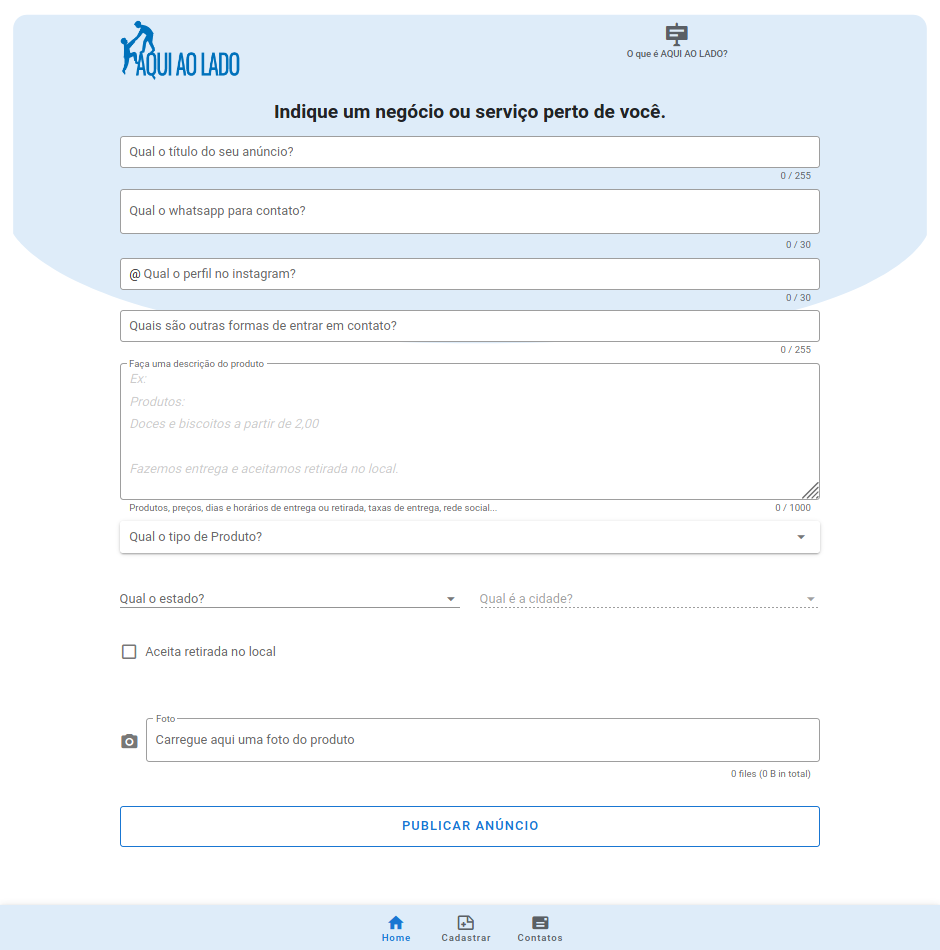 AQUI AO LADO
O que é AQUI AO LADO?
Indique um negócio ou serviço perto de você.
Qual o título do seu anúncio?
0 / 255
Qual o whatsapp para contato?
0 / 30
@ Qual o perfil no instagram?
0 / 30
Quais são outras formas de entrar em contato?
0 / 255
Faça uma descrição do produto
Ex:
Produtos:
Doces e biscoitos a partir de 2,00
Fazemos entrega e aceitamos retirada no local.
Produtos, preços, dias e horários de entrega ou retirada, taxas de entrega, rede social... 0 / 1000
Qual o tipo de Produto?
Qual o estado? Qual é a cidade?
Aceita retirada no local
Foto
Carregue aqui uma foto do produto
0 files (0 B in total)
PUBLICAR ANÚNCIO
Home Cadastrar Contatos